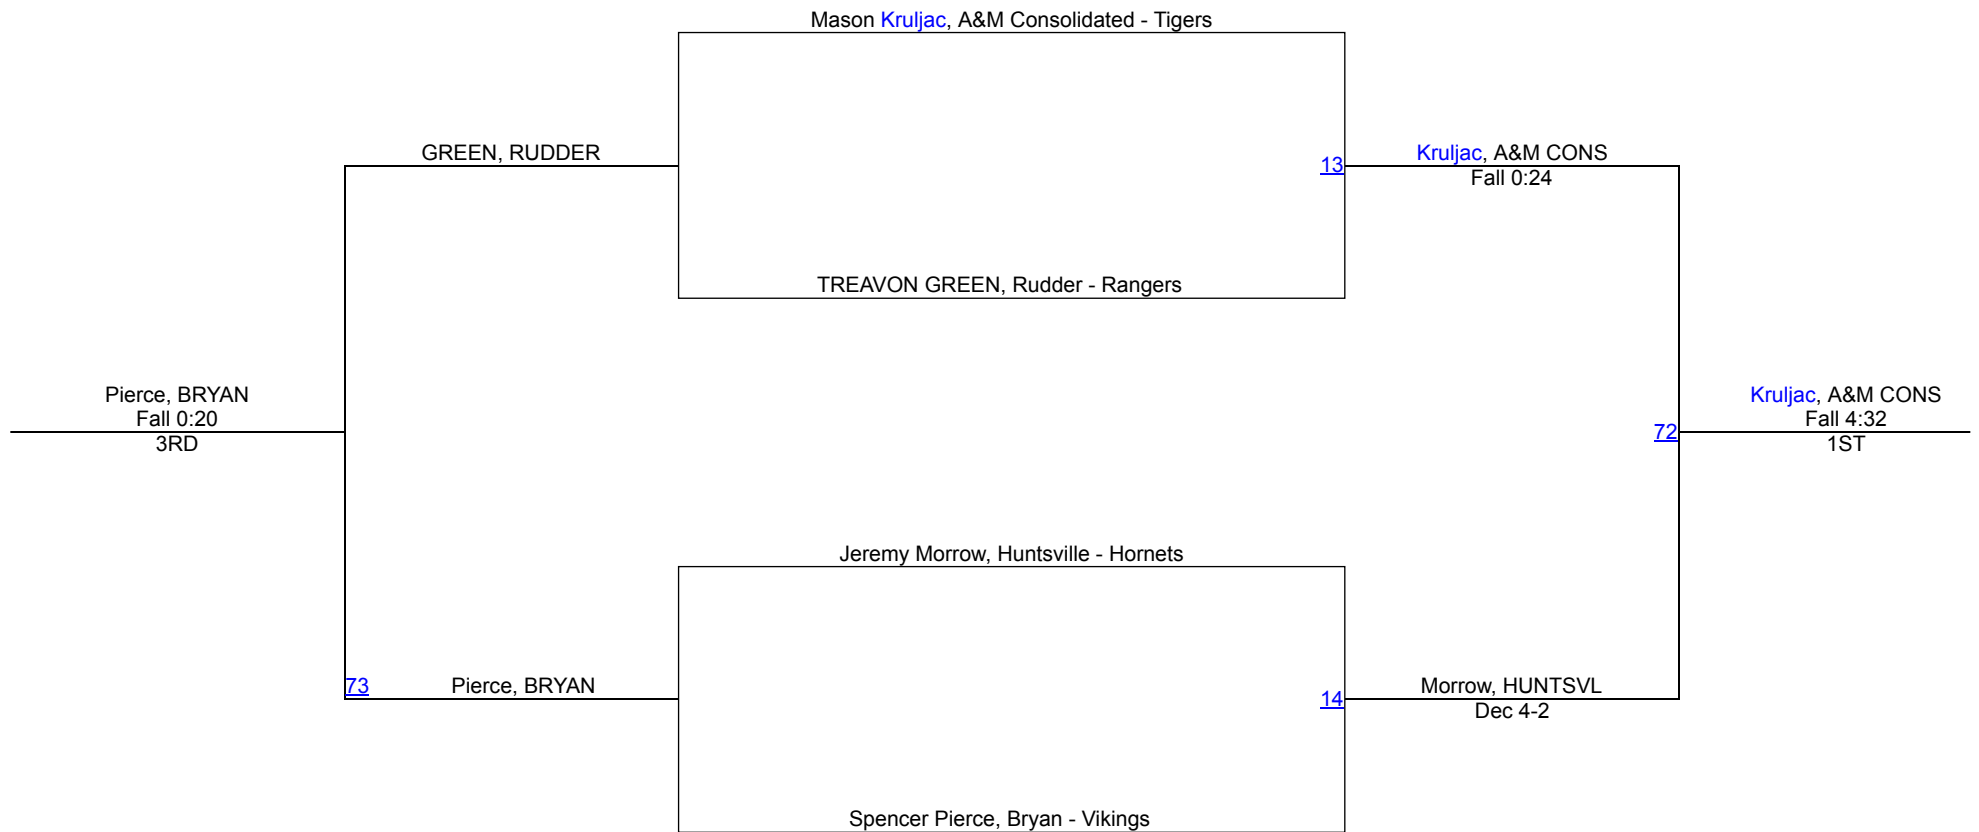 Mason Kruljac, A&M Consolidated - Tigers
GREEN, RUDDER
13
Kruljac, A&M CONS
Fall 0:24
TREAVON GREEN, Rudder - Rangers
Pierce, BRYAN
Fall 0:20
3RD
72
Kruljac, A&M CONS
Fall 4:32
1ST
Jeremy Morrow, Huntsville - Hornets
73
Pierce, BRYAN
14
Morrow, HUNTSVL
Dec 4-2
Spencer Pierce, Bryan - Vikings